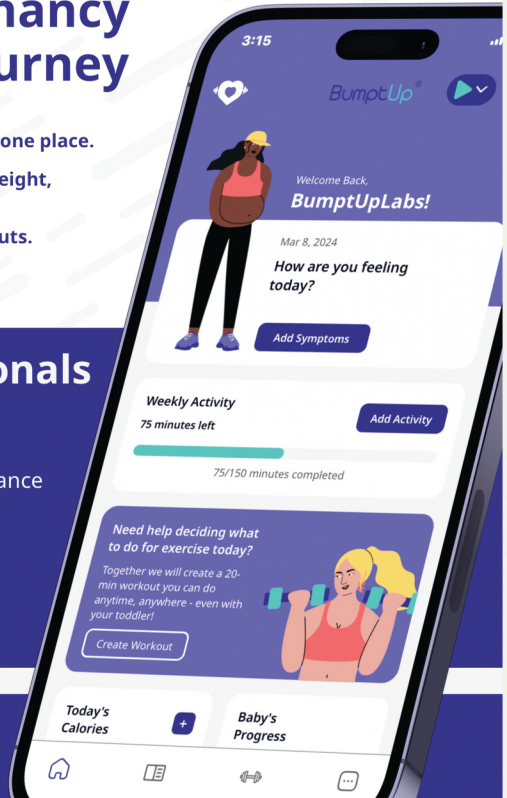 nancy
urney
one place.
eight,
uts.
onals
ance
3:15
BumptUp
Welcome Back,
BumptUpLabs!
Mar 8, 2024
How are you feeling
today?
Add Symptoms
Weekly Activity
75 minutes left
Add Activity
75/150 minutes completed
Need help deciding what
to do for exercise today?
Together we will create a 20-
min workout you can do
anytime, anywhere - even with
your toddler!
Create Workout
Today's
Calories
+
Baby's
Progress